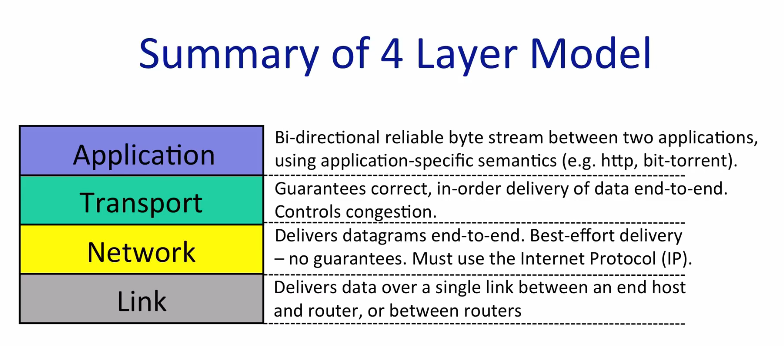 Summary of 4 Layer Model
Application
Bi-directional reliable byte stream between two applications,
using application-specific semantics (e.g. http, bit-torrent).
Transport
Guarantees correct, in-order delivery of data end-to-end.
Controls congestion.
Network
Delivers datagrams end-to-end. Best-effort delivery
– no guarantees. Must use the Internet Protocol (IP).
Link
Delivers data over a single link between an end host
and router, or between routers